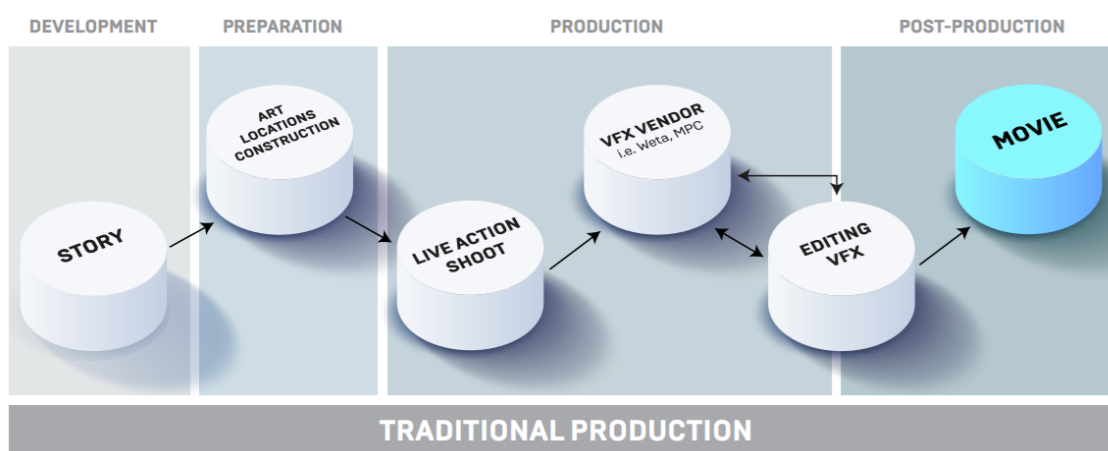 DEVELOPMENT
PREPARATION
PRODUCTION
POST-PRODUCTION
STORY
ART
LOCATIONS
CONSTRUCTION
LIVE ACTION
SHOOT
VFX VENDOR
i.e. Weta, MPC
EDITING
VFX
MOVIE
TRADITIONAL PRODUCTION